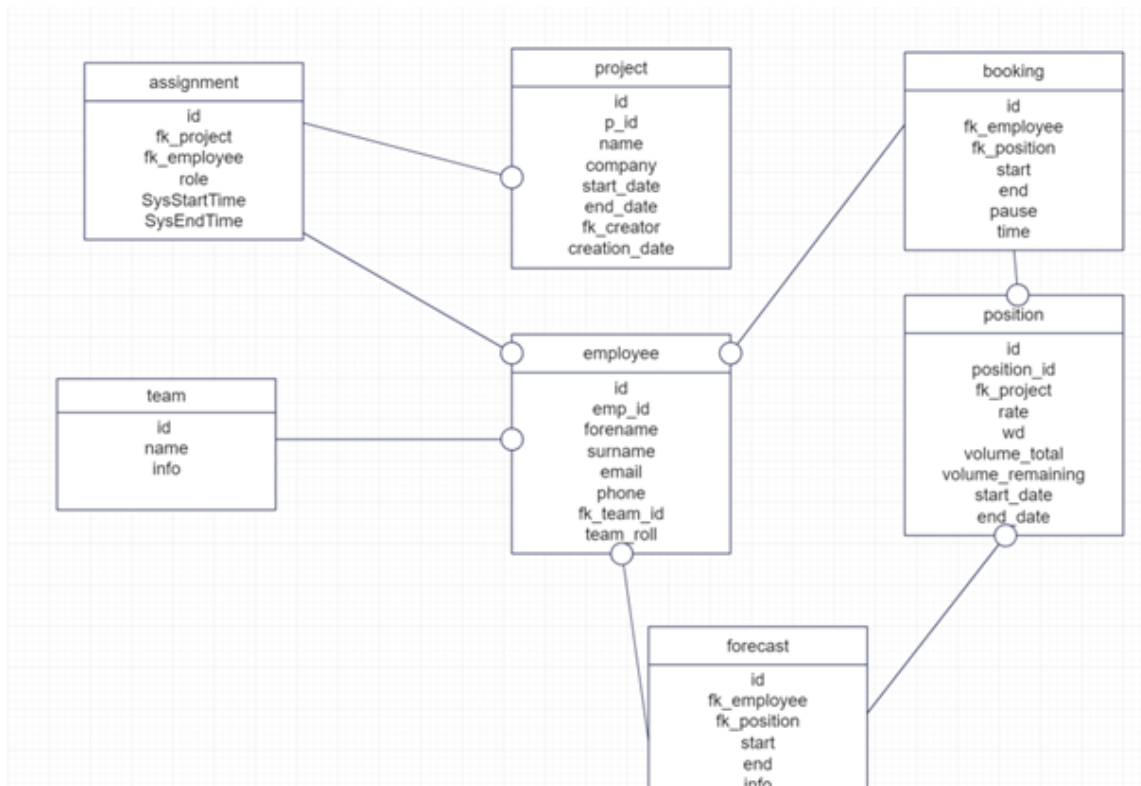 assignment
id
fk_project
fk_employee
role
SysStartTime
SysEndTime
project
id
p_id
name
company
start_date
end_date
fk_creator
creation_date
booking
id
fk_employee
fk_position
start
end
pause
time
team
id
name
info
employee
id
emp_id
forename
surname
email
phone
fk_team_id
team_roll
position
id
position_id
fk_project
rate
wd
volume_total
volume_remaining
start_date
end_date
forecast
id
fk_employee
fk_position
start
end
info